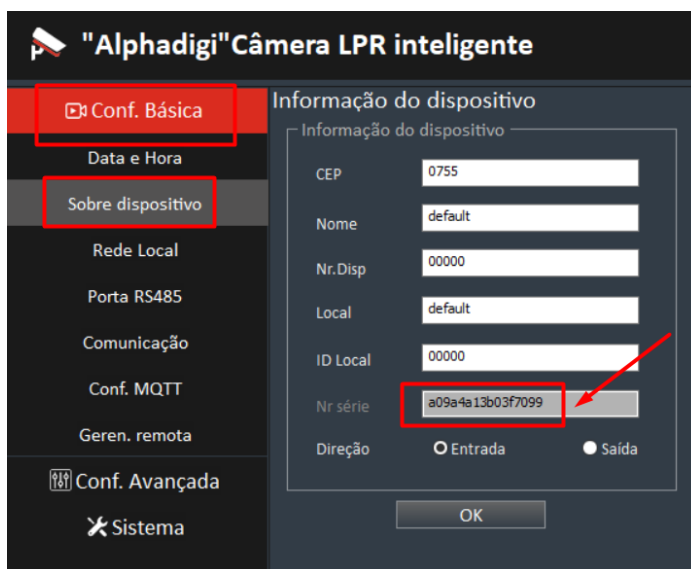 "Alphadigi"Câmera LPR inteligente
Conf. Básica
Data e Hora
Sobre dispositivo
Rede Local
Porta RS485
Comunicação
Conf. MQTT
Geren. remota
Conf. Avançada
Sistema
Informação do dispositivo
Informação do dispositivo
CEP 0755
Nome default
Nr.Disp 00000
Local default
ID Local 00000
Nr série a09a4a13b03f7099
Direção Entrada Saída
OK